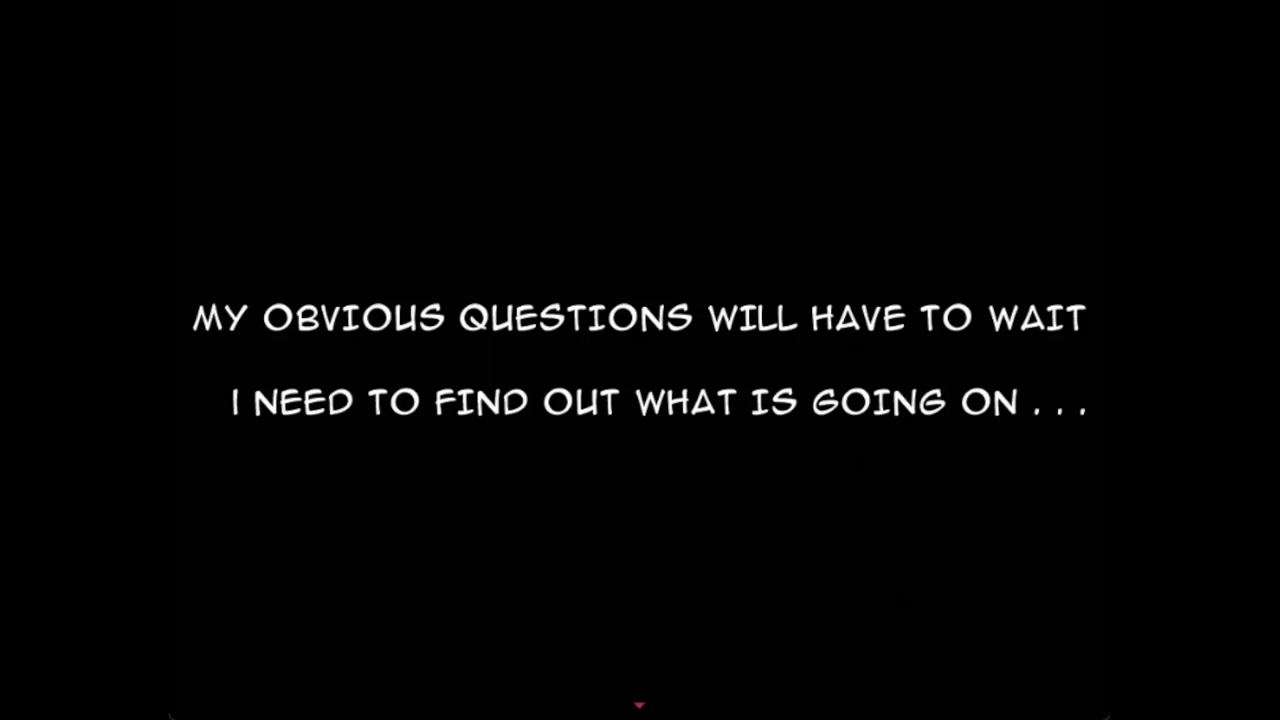 MY OBVIOUS QUESTIONS WILL HAVE TO WAIT
I NEED TO FIND OUT WHAT IS GOING ON . . .